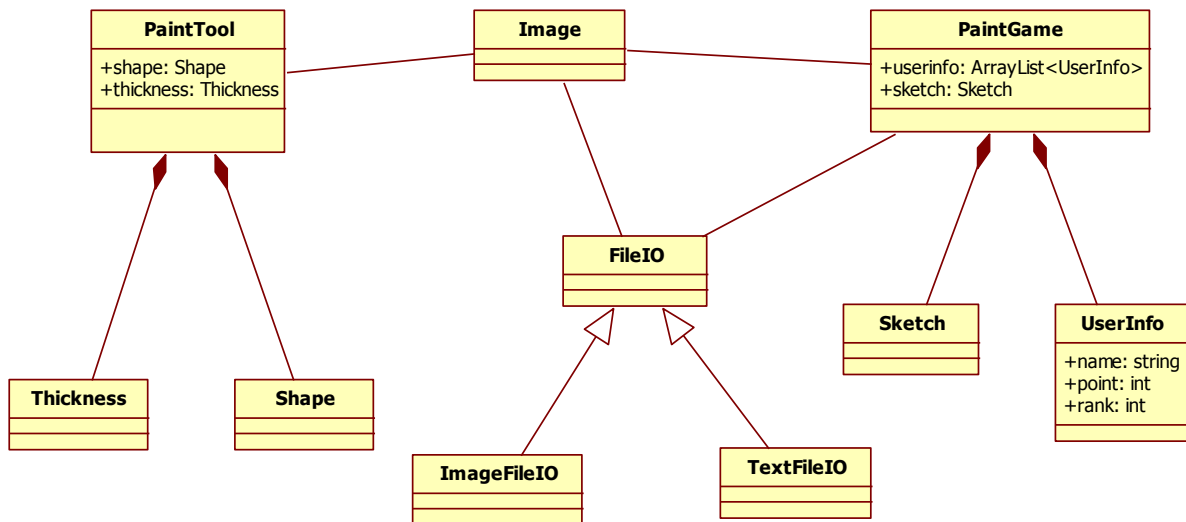 PaintTool
+shape: Shape
+thickness: Thickness
Image
PaintGame
+userinfo: ArrayList<UserInfo>
+sketch: Sketch
FileIO
Sketch
UserInfo
+name: string
+point: int
+rank: int
Thickness
Shape
ImageFileIO
TextFileIO